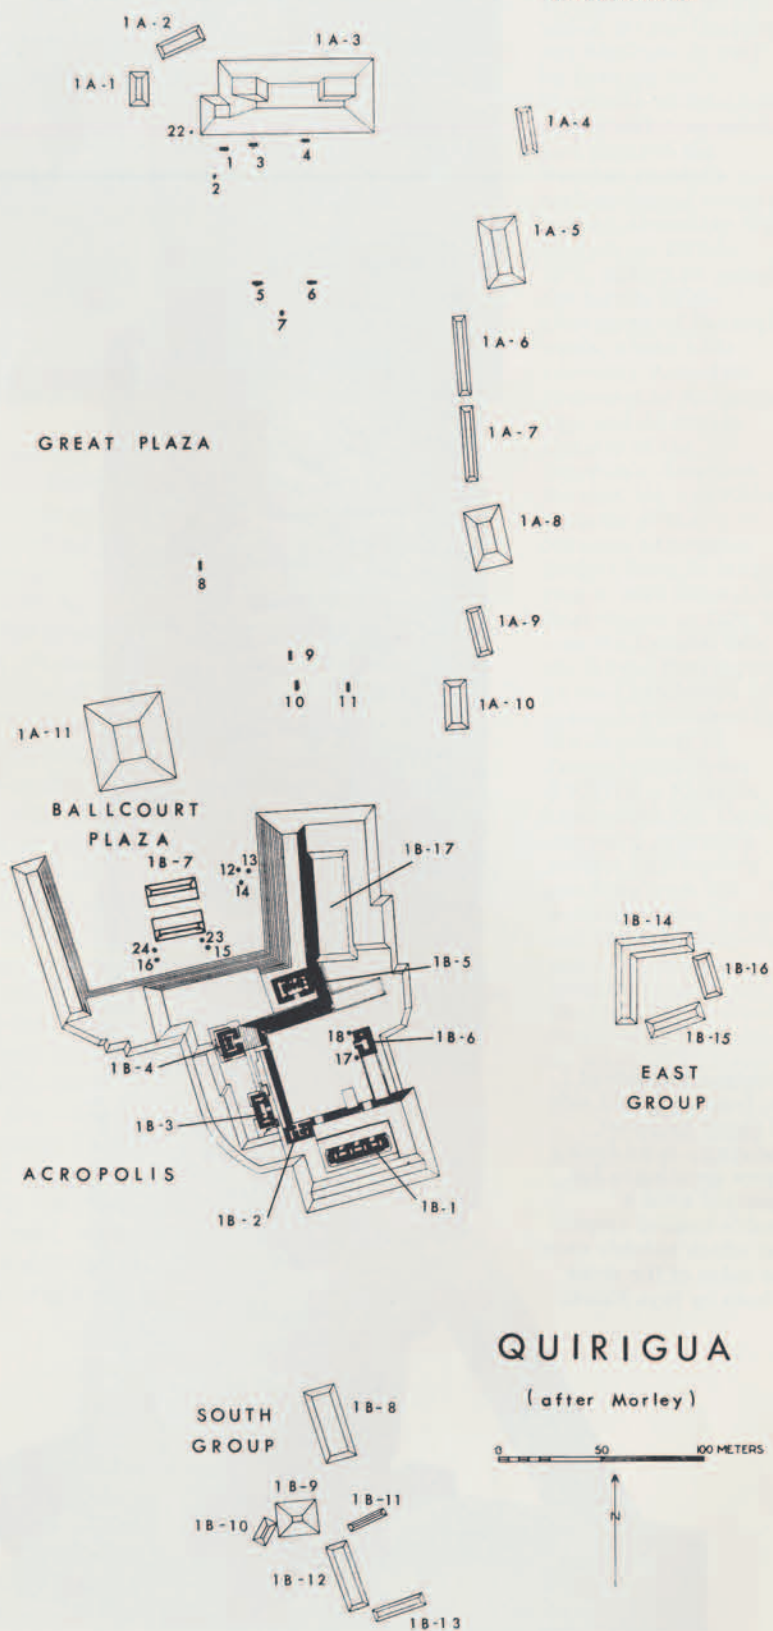 1A-2
1A-3
1A-1
22
1 3 4
2
1A-4
1A-5
5 6
7
1A-6
GREAT PLAZA
1A-7
1A-8
8
1A-9
9
10 11
1A-10
1A-11
BALLCOURT
PLAZA
1B-7
12 13
14
1B-17
24 23
16 15
1B-14
1B-5
1B-16
18 1B-6
1B-4
17
1B-15
EAST
GROUP
1B-3
ACROPOLIS
1B-2
1B-1
QUIRIGUA
(after Morley)
1B-8
SOUTH
GROUP
0 50 100 METERS
1B-9
1B-11
1B-10
N
1B-12
1B-13